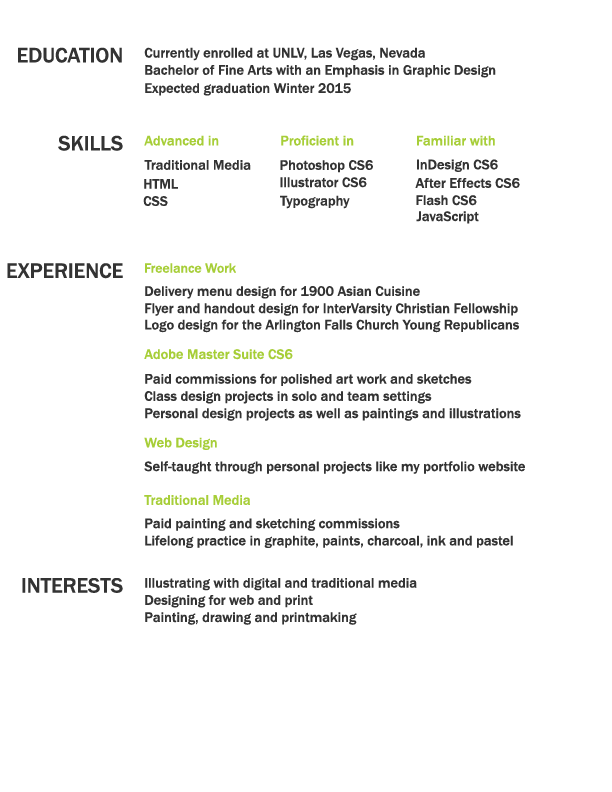 EDUCATION
Currently enrolled at UNLV, Las Vegas, Nevada
Bachelor of Fine Arts with an Emphasis in Graphic Design
Expected graduation Winter 2015
SKILLS
Advanced in
Traditional Media
HTML
CSS
Proficient in
Photoshop CS6
Illustrator CS6
Typography
Familiar with
InDesign CS6
After Effects CS6
Flash CS6
JavaScript
EXPERIENCE
Freelance Work
Delivery menu design for 1900 Asian Cuisine
Flyer and handout design for InterVarsity Christian Fellowship
Logo design for the Arlington Falls Church Young Republicans
Adobe Master Suite CS6
Paid commissions for polished art work and sketches
Class design projects in solo and team settings
Personal design projects as well as paintings and illustrations
Web Design
Self-taught through personal projects like my portfolio website
Traditional Media
Paid painting and sketching commissions
Lifelong practice in graphite, paints, charcoal, ink and pastel
INTERESTS
Illustrating with digital and traditional media
Designing for web and print
Painting, drawing and printmaking